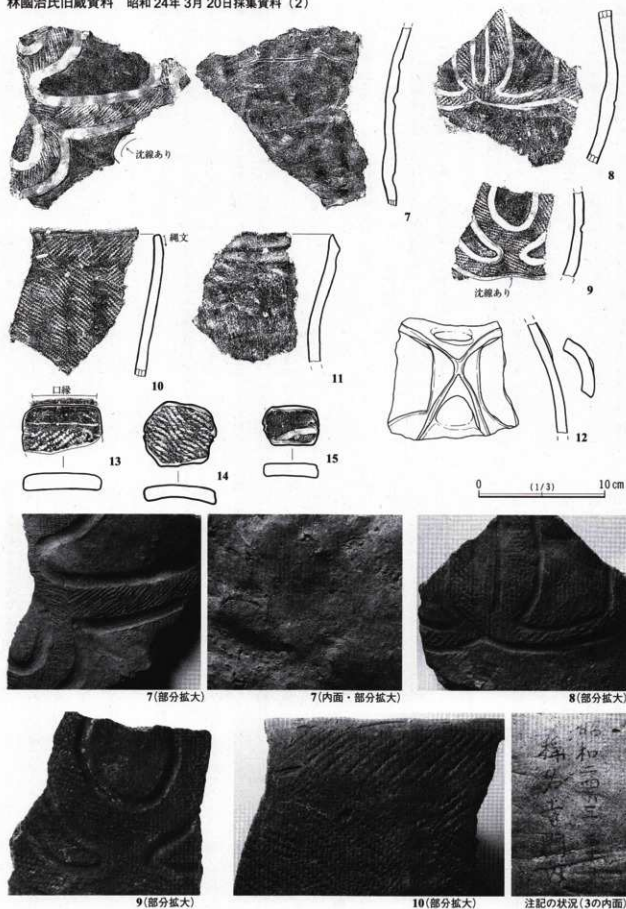 林國治氏旧蔵資料　昭和24年3月20日採集資料（2）
沈線あり
7
8
縄文
沈線あり
9
10
11
12
口縁
13
14
15
0 (1/3) 10cm
7(部分拡大)
7(内面・部分拡大)
8(部分拡大)
9(部分拡大)
10(部分拡大)
注記の状況(3の内面)